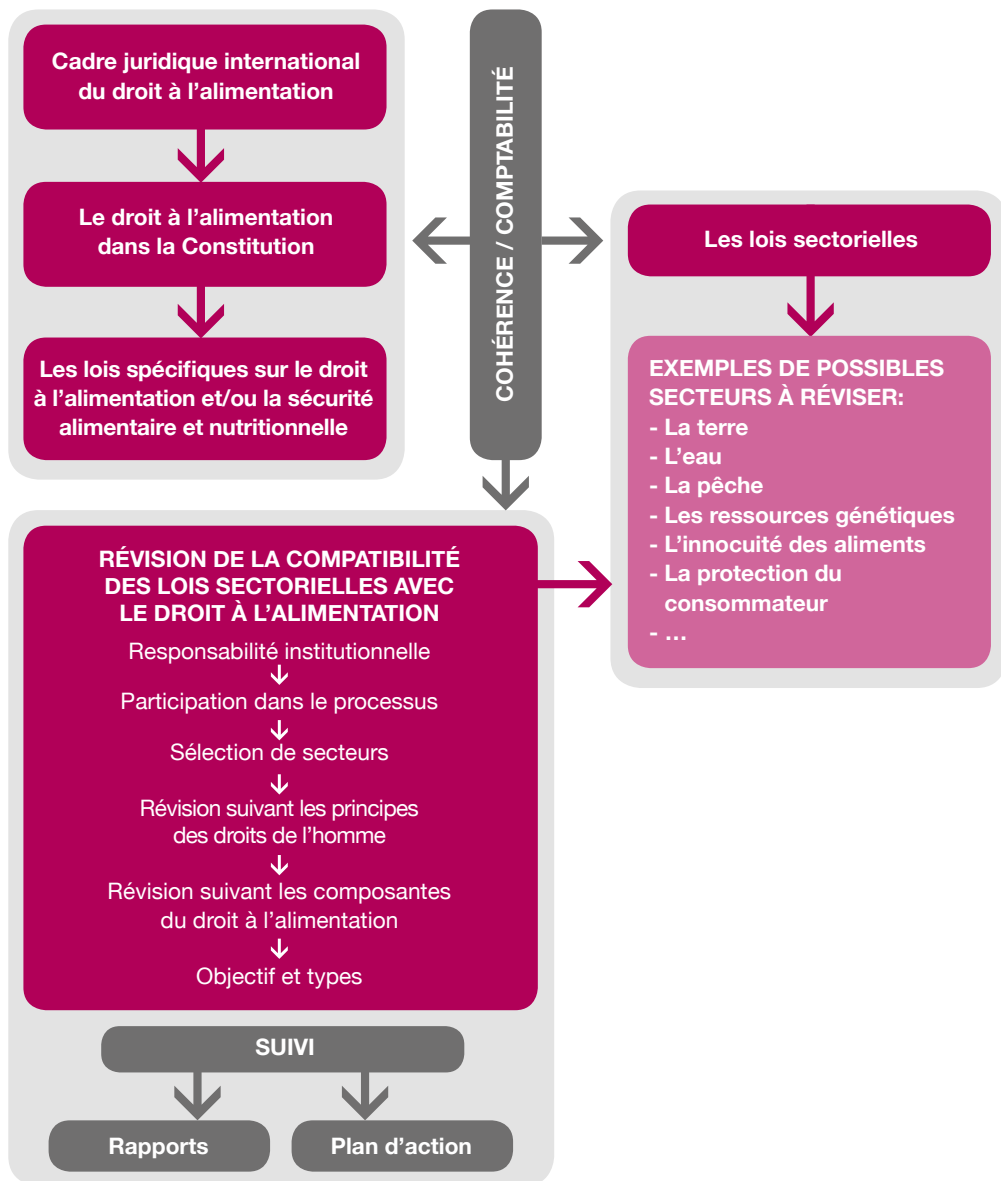 Cadre juridique international
du droit à l’alimentation
Le droit à l’alimentation
dans la Constitution
Les lois spécifiques sur le droit
à l’alimentation et/ou la sécurité
alimentaire et nutritionnelle
COHÉRENCE / COMPTABILITÉ
Les lois sectorielles
EXEMPLES DE POSSIBLES
SECTEURS À RÉVISER:
- La terre
- L’eau
- La pêche
- Les ressources génétiques
- L’innocuité des aliments
- La protection du
consommateur
- …
RÉVISION DE LA COMPATIBILITÉ
DES LOIS SECTORIELLES AVEC
LE DROIT À L’ALIMENTATION
Responsabilité institutionnelle
Participation dans le processus
Sélection de secteurs
Révision suivant les principes
des droits de l’homme
Révision suivant les composantes
du droit à l’alimentation
Objectif et types
SUIVI
Rapports
Plan d’action